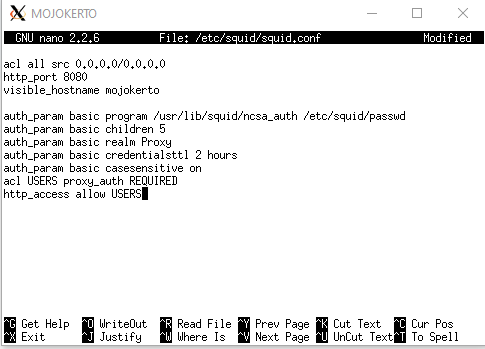 MOJOKERTO
GNU nano 2.2.6 File: /etc/squid/squid.conf Modified
acl all src 0.0.0.0/0.0.0.0
http_port 8080
visible_hostname mojokerto
auth_param basic program /usr/lib/squid/ncsa_auth /etc/squid/passwd
auth_param basic children 5
auth_param basic realm Proxy
auth_param basic credentialsttl 2 hours
auth_param basic casesensitive on
acl USERS proxy_auth REQUIRED
http_access allow USERS
^G Get Help ^O WriteOut ^R Read File ^Y Prev Page ^K Cut Text ^C Cur Pos
^X Exit ^J Justify ^W Where Is ^V Next Page ^U UnCut Text ^T To Spell